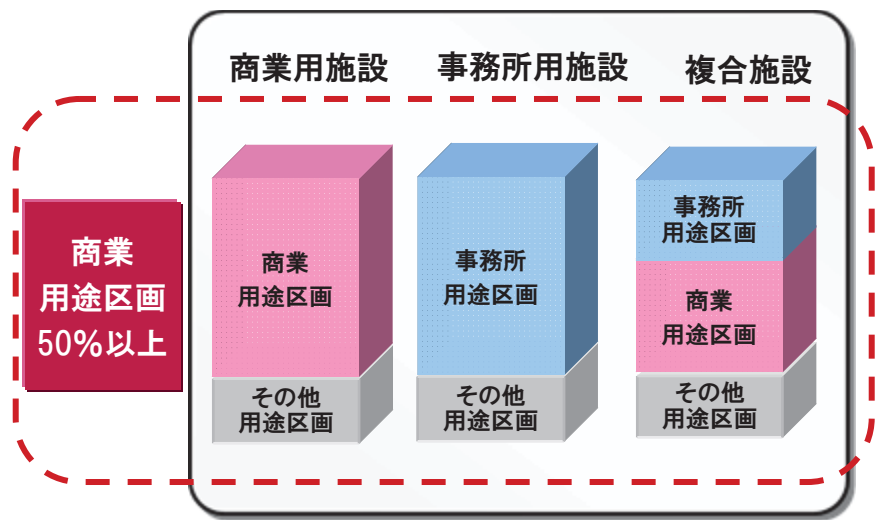 商業用施設
事務所用施設
複合施設
商業
用途区画
50%以上
商業
用途区画
その他
用途区画
事務所
用途区画
その他
用途区画
事務所
用途区画
商業
用途区画
その他
用途区画